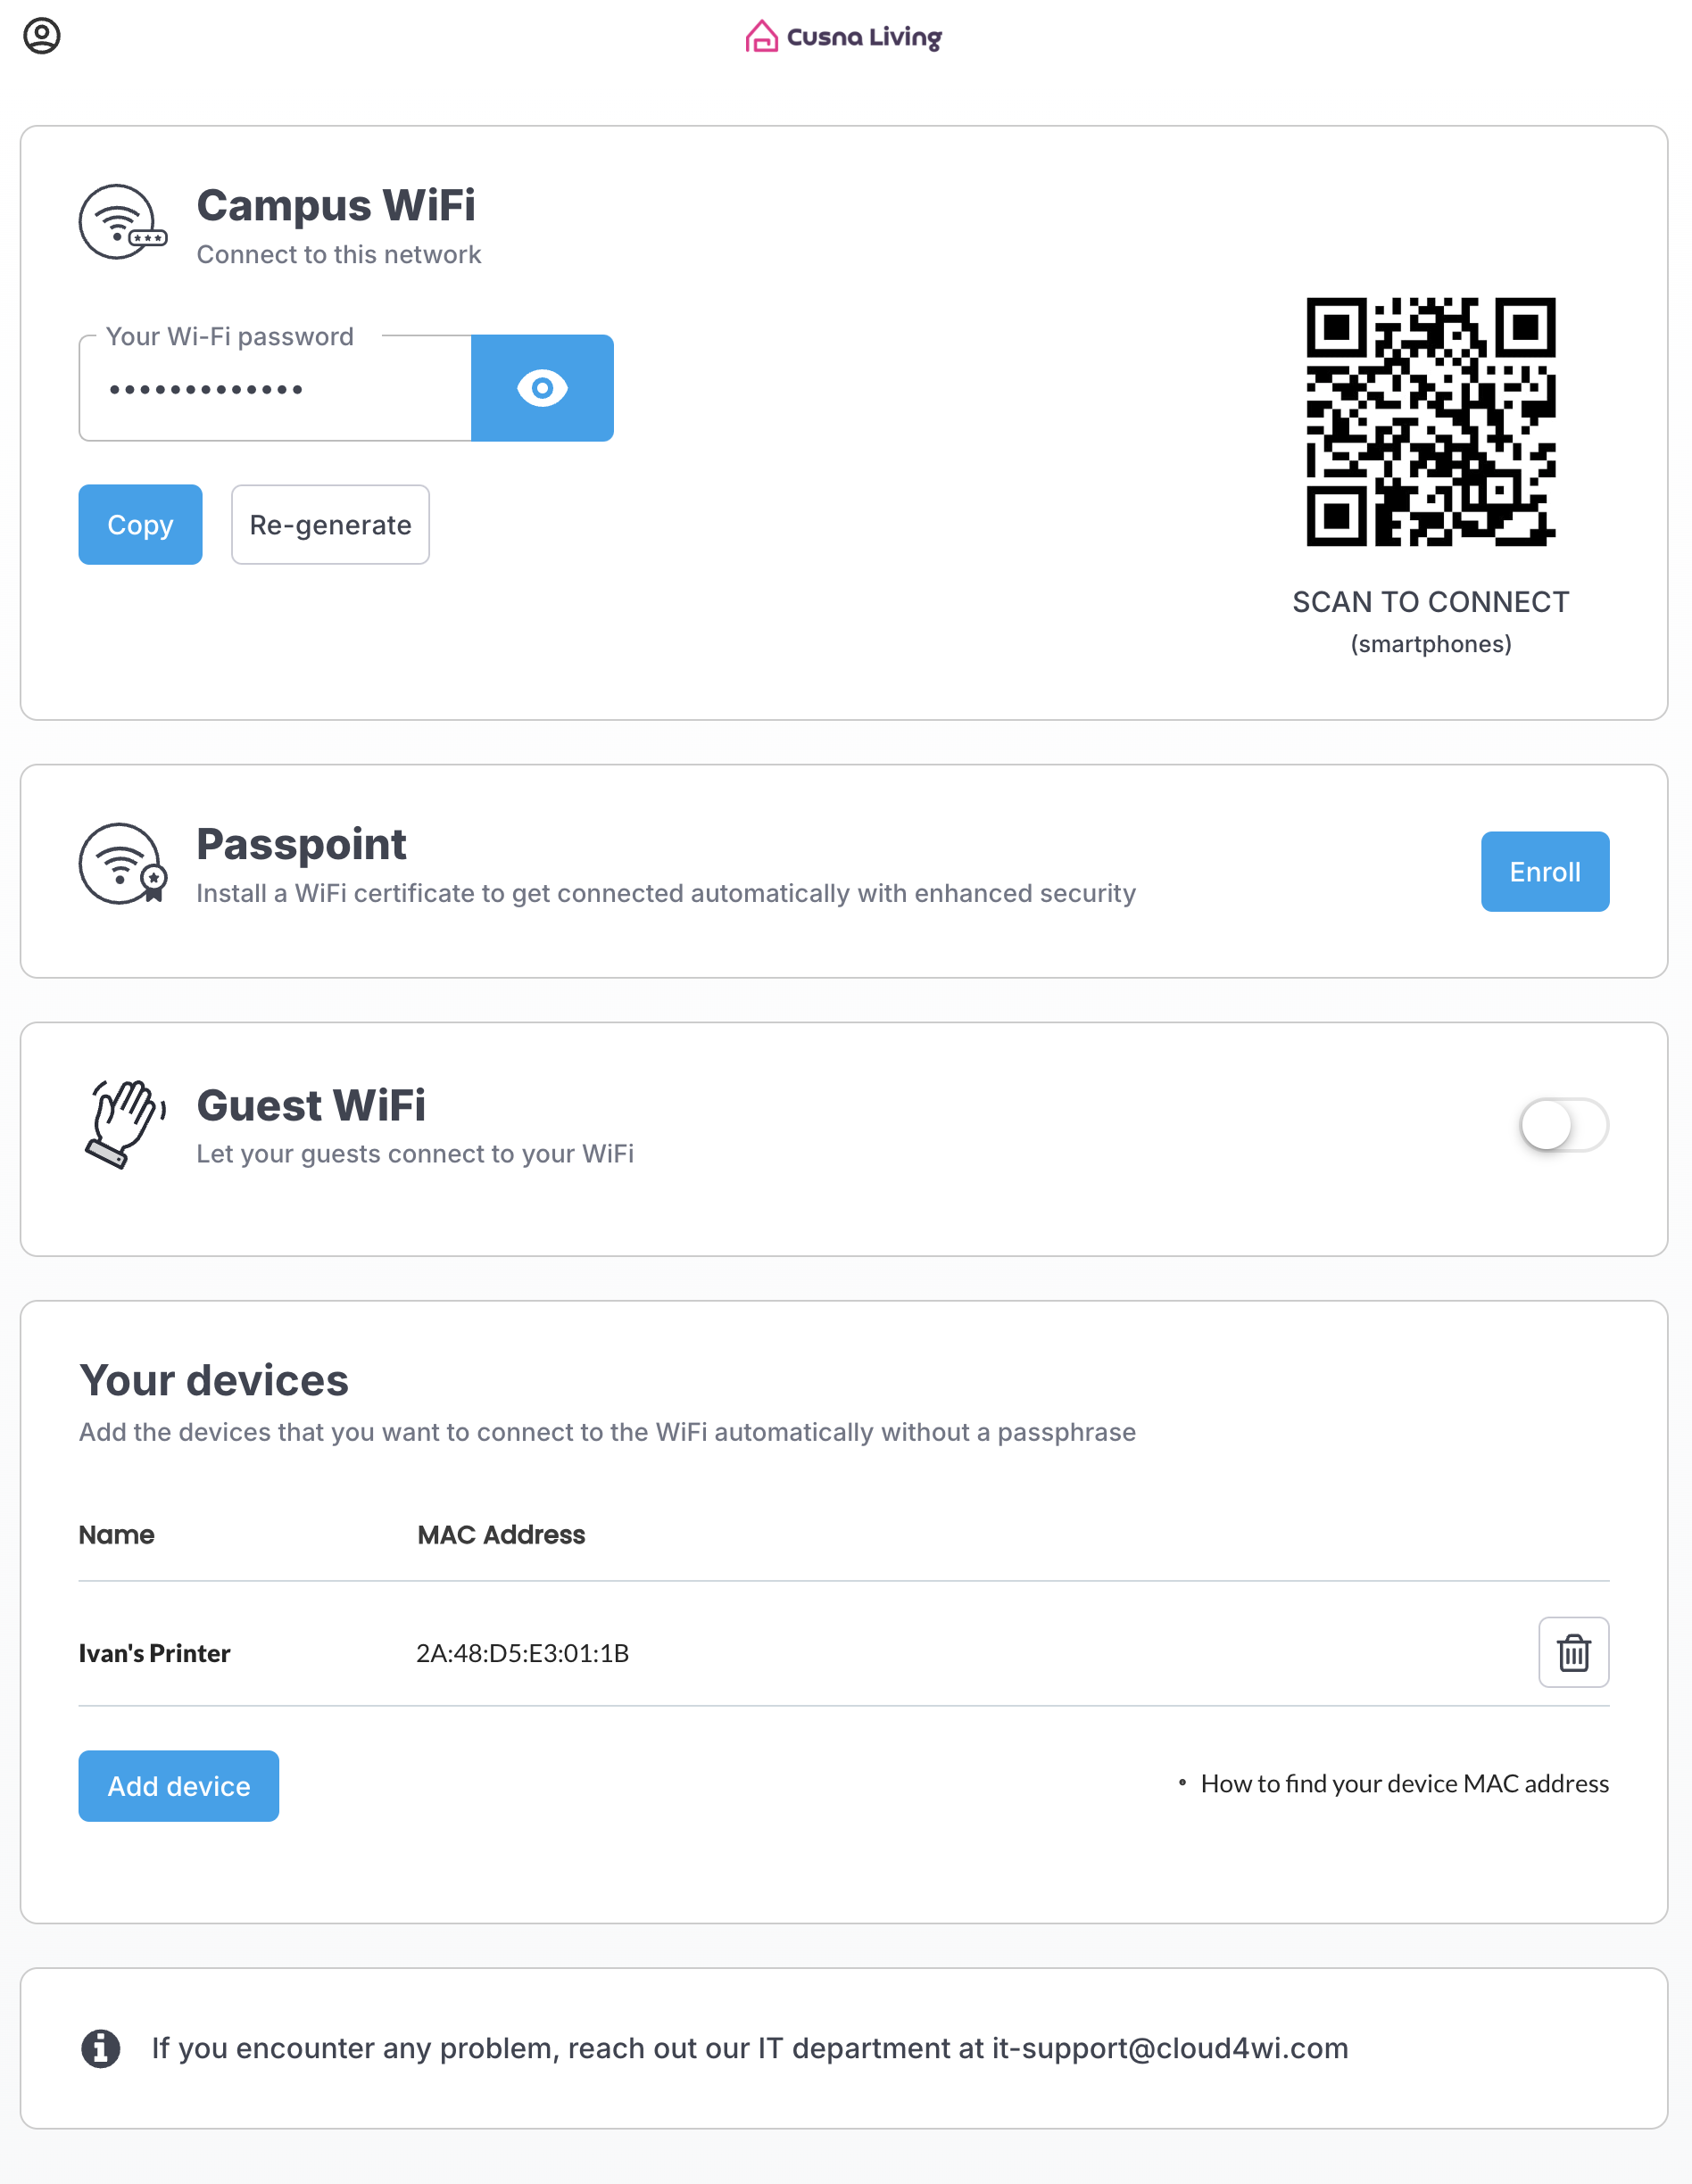 Cusna Living
Campus WiFi
Connect to this network
Your Wi-Fi password
•••••••••••••
Copy
Re-generate
SCAN TO CONNECT
(smartphones)
Passpoint
Install a WiFi certificate to get connected automatically with enhanced security
Enroll
Guest WiFi
Let your guests connect to your WiFi
Your devices
Add the devices that you want to connect to the WiFi automatically without a passphrase
Name MAC Address
Ivan's Printer 2A:48:D5:E3:01:1B
Add device
• How to find your device MAC address
If you encounter any problem, reach out our IT department at it-support@cloud4wi.com